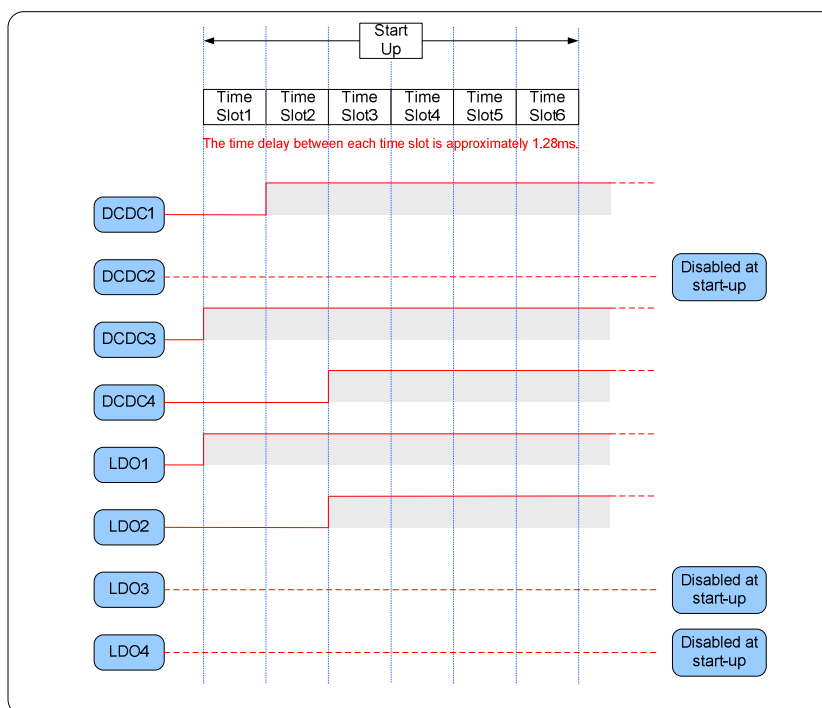 Start
Up
Time
Slot1
Time
Slot2
Time
Slot3
Time
Slot4
Time
Slot5
Time
Slot6
The time delay between each time slot is approximately 1.28ms.
DCDC1
DCDC2
Disabled at
start-up
DCDC3
DCDC4
LDO1
LDO2
LDO3
Disabled at
start-up
LDO4
Disabled at
start-up